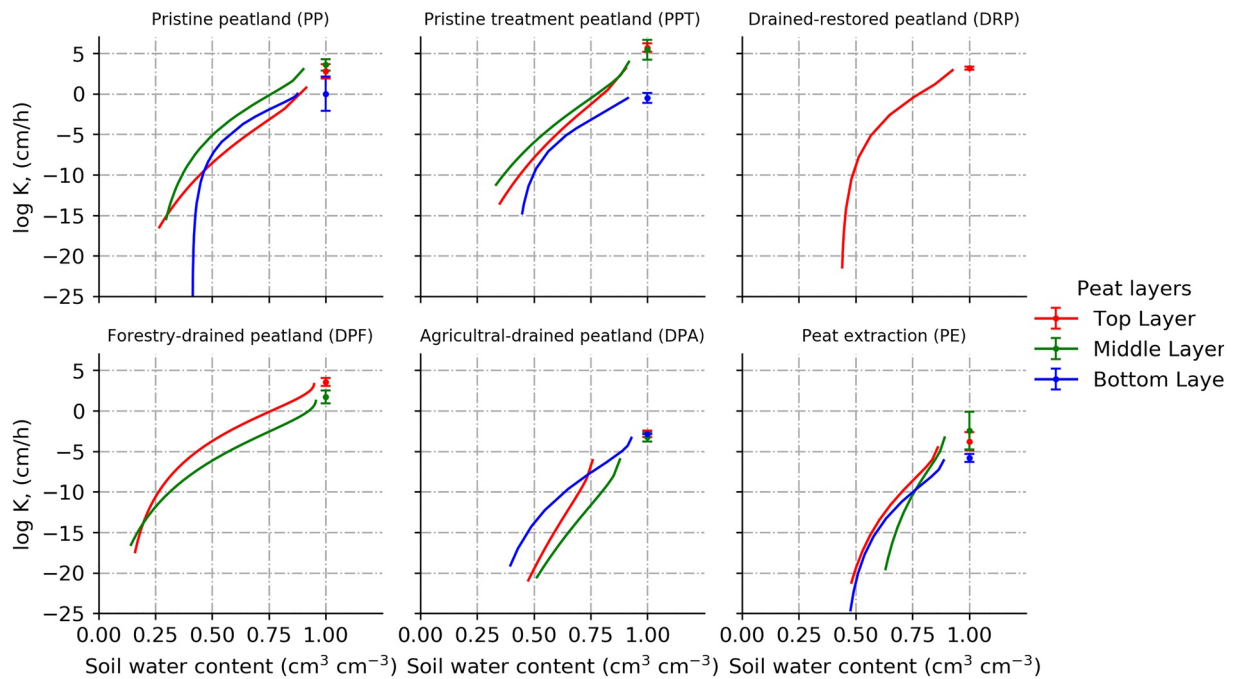 Pristine peatland (PP)
Pristine treatment peatland (PPT)
Drained-restored peatland (DRP)
5
0
−5
−10
−15
−20
−25
log K, (cm/h)
Forestry-drained peatland (DPF)
Agricultral-drained peatland (DPA)
Peat extraction (PE)
5
0
−5
−10
−15
−20
−25
log K, (cm/h)
0.00 0.25 0.50 0.75 1.00
0.00 0.25 0.50 0.75 1.00
0.00 0.25 0.50 0.75 1.00
Soil water content (cm³ cm⁻³)
Soil water content (cm³ cm⁻³)
Soil water content (cm³ cm⁻³)
Peat layers
Top Layer
Middle Layer
Bottom Laye